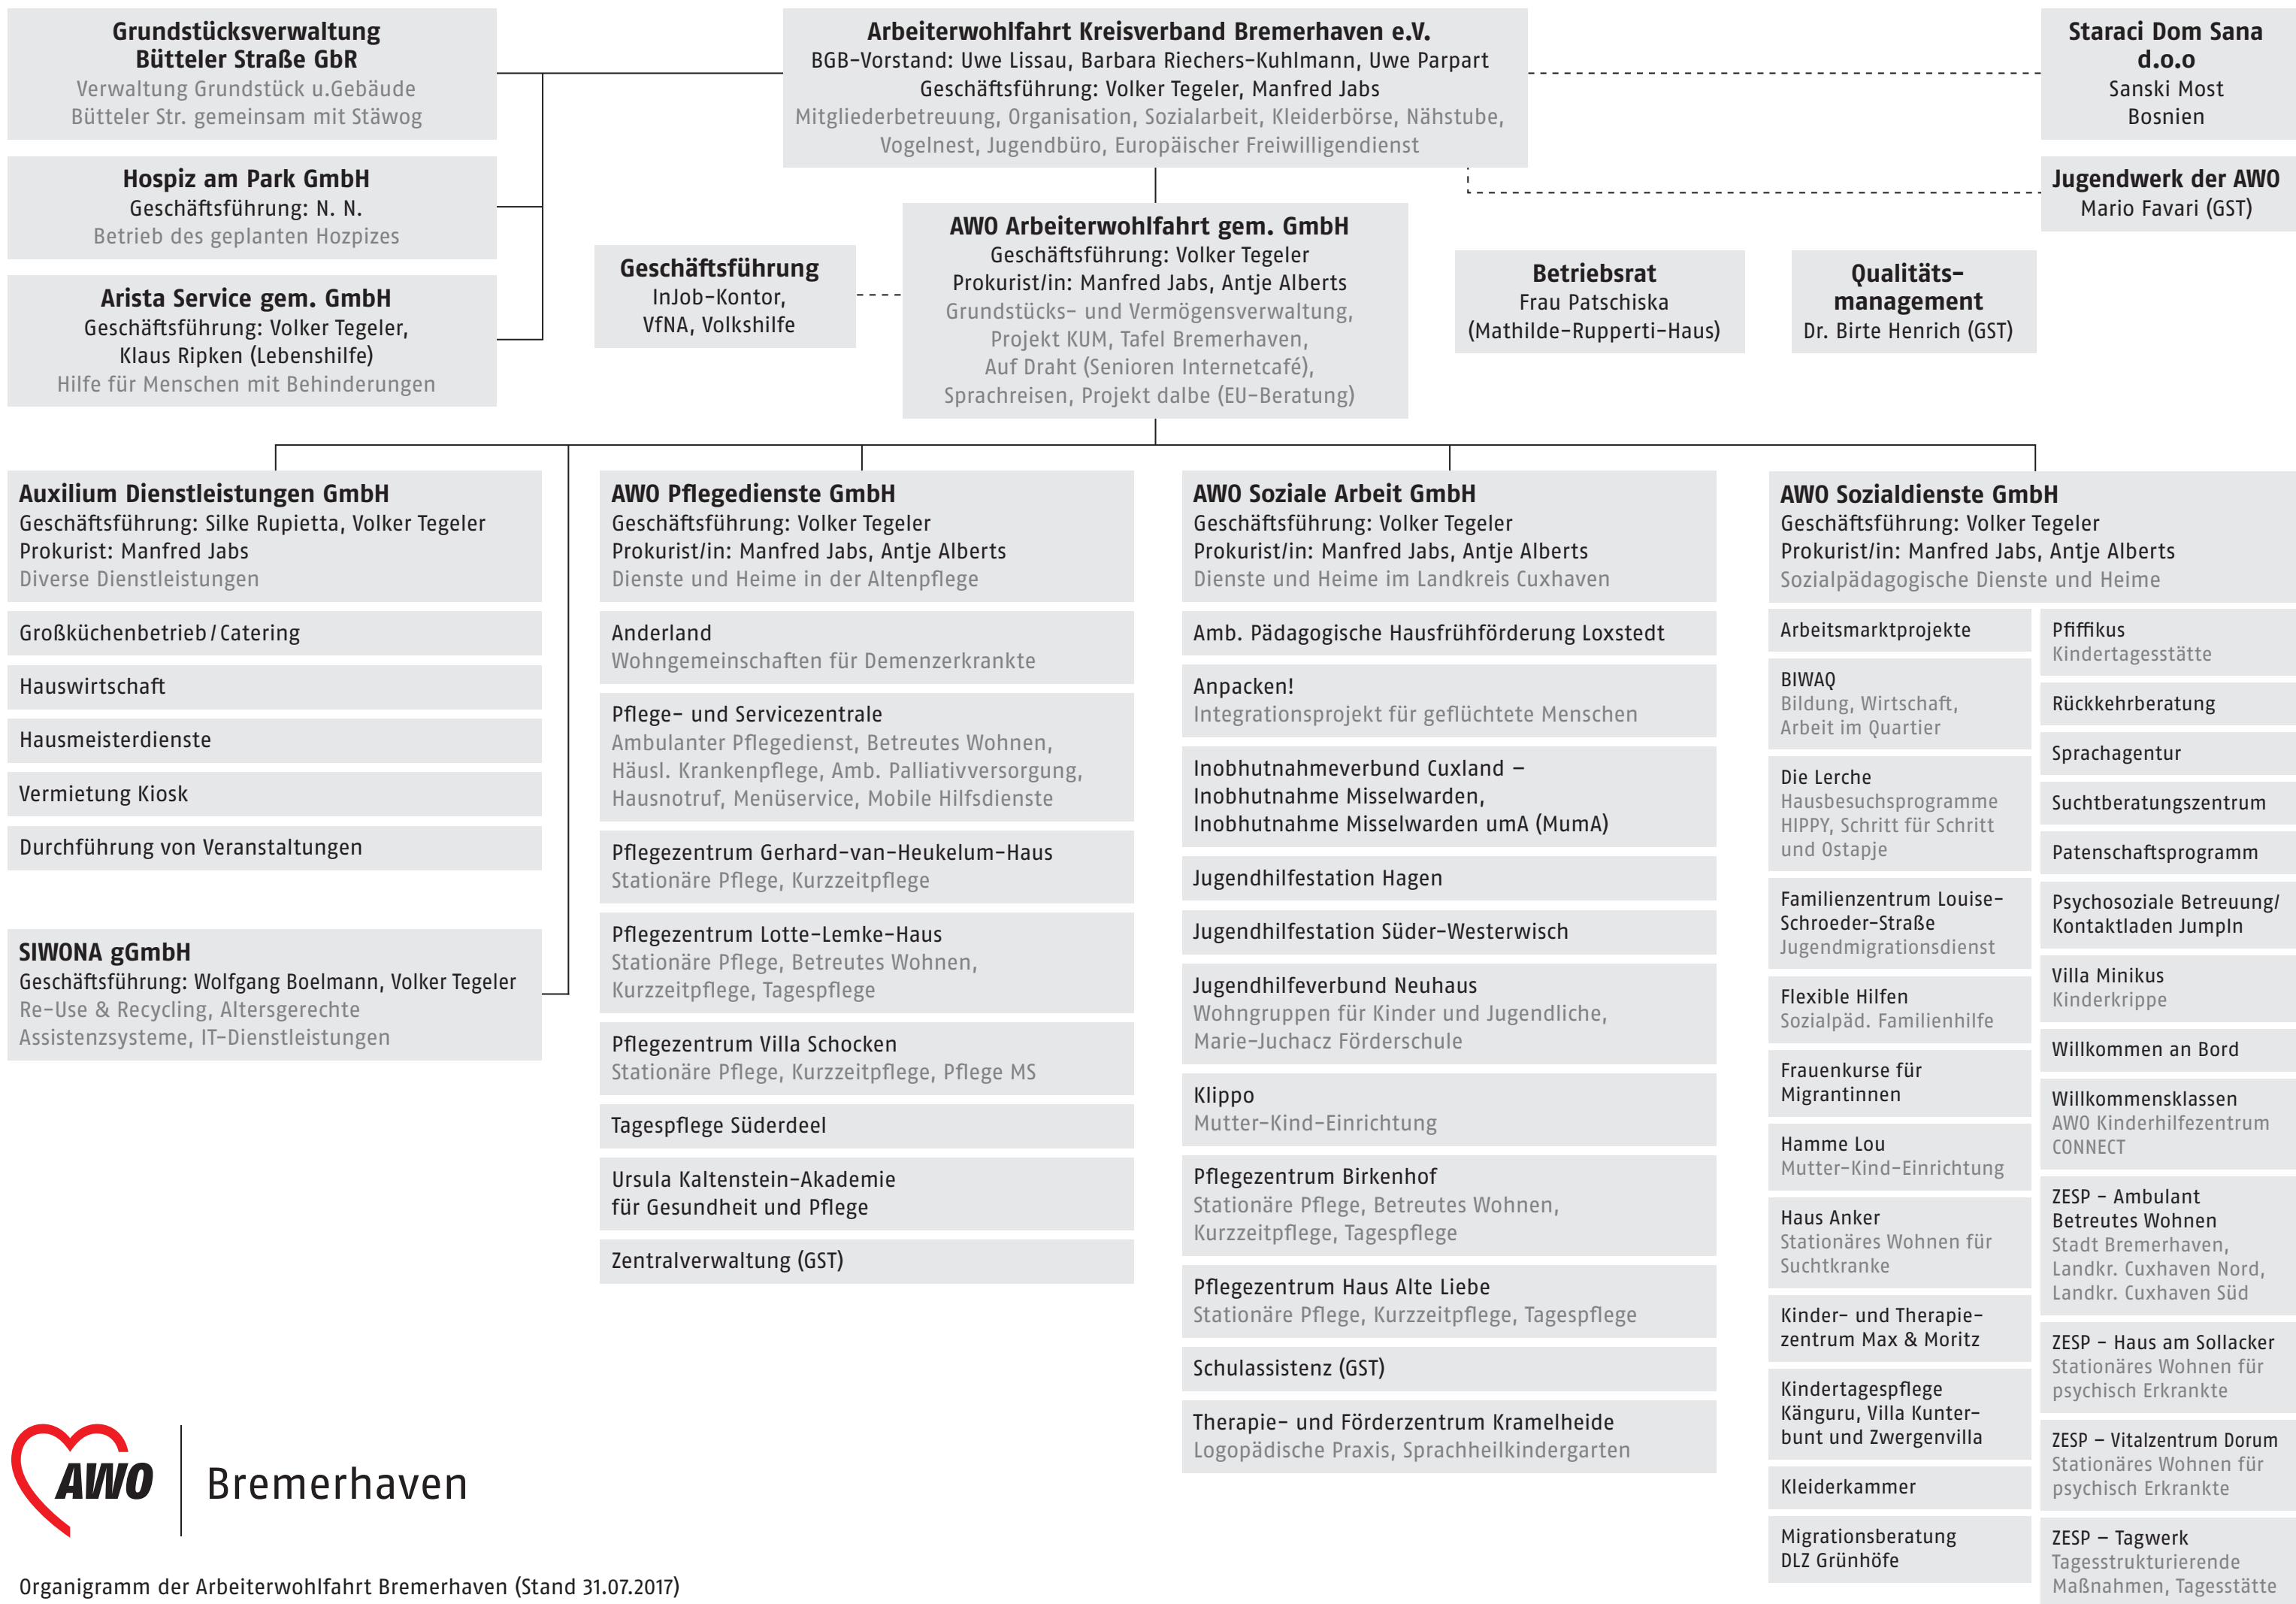 Grundstücksverwaltung
Bütteler Straße GbR
Verwaltung Grundstück u.Gebäude
Bütteler Str. gemeinsam mit Stäwog
Hospiz am Park GmbH
Geschäftsführung: N. N.
Betrieb des geplanten Hozpizes
Arista Service gem. GmbH
Geschäftsführung: Volker Tegeler,
Klaus Ripken (Lebenshilfe)
Hilfe für Menschen mit Behinderungen
Arbeiterwohlfahrt Kreisverband Bremerhaven e.V.
BGB-Vorstand: Uwe Lissau, Barbara Riechers-Kuhlmann, Uwe Parpart
Geschäftsführung: Volker Tegeler, Manfred Jabs
Mitgliederbetreuung, Organisation, Sozialarbeit, Kleiderbörse, Nähstube,
Vogelnest, Jugendbüro, Europäischer Freiwilligendienst
Staraci Dom Sana
d.o.o
Sanski Most
Bosnien
Jugendwerk der AWO
Mario Favari (GST)
Geschäftsführung
InJob-Kontor,
VfNA, Volkshilfe
AWO Arbeiterwohlfahrt gem. GmbH
Geschäftsführung: Volker Tegeler
Prokurist/in: Manfred Jabs, Antje Alberts
Grundstücks- und Vermögensverwaltung,
Projekt KUM, Tafel Bremerhaven,
Auf Draht (Senioren Internetcafé),
Sprachreisen, Projekt dalbe (EU-Beratung)
Betriebsrat
Frau Patschiska
(Mathilde-Rupperti-Haus)
Qualitäts-
management
Dr. Birte Henrich (GST)
Auxilium Dienstleistungen GmbH
Geschäftsführung: Silke Rupietta, Volker Tegeler
Prokurist: Manfred Jabs
Diverse Dienstleistungen
Großküchenbetrieb / Catering
Hauswirtschaft
Hausmeisterdienste
Vermietung Kiosk
Durchführung von Veranstaltungen
SIWONA gGmbH
Geschäftsführung: Wolfgang Boelmann, Volker Tegeler
Re-Use & Recycling, Altersgerechte
Assistenzsysteme, IT-Dienstleistungen
AWO Pflegedienste GmbH
Geschäftsführung: Volker Tegeler
Prokurist/in: Manfred Jabs, Antje Alberts
Dienste und Heime in der Altenpflege
Anderland
Wohngemeinschaften für Demenzerkrankte
Pflege- und Servicezentrale
Ambulanter Pflegedienst, Betreutes Wohnen,
Häusl. Krankenpflege, Amb. Palliativversorgung,
Hausnotruf, Menüservice, Mobile Hilfsdienste
Pflegezentrum Gerhard-van-Heukelum-Haus
Stationäre Pflege, Kurzzeitpflege
Pflegezentrum Lotte-Lemke-Haus
Stationäre Pflege, Betreutes Wohnen,
Kurzzeitpflege, Tagespflege
Pflegezentrum Villa Schocken
Stationäre Pflege, Kurzzeitpflege, Pflege MS
Tagespflege Süderdeel
Ursula Kaltenstein-Akademie
für Gesundheit und Pflege
Zentralverwaltung (GST)
AWO Soziale Arbeit GmbH
Geschäftsführung: Volker Tegeler
Prokurist/in: Manfred Jabs, Antje Alberts
Dienste und Heime im Landkreis Cuxhaven
Amb. Pädagogische Hausfrühförderung Loxstedt
Anpacken!
Integrationsprojekt für geflüchtete Menschen
Inobhutnahmeverbund Cuxland –
Inobhutnahme Misselwarden,
Inobhutnahme Misselwarden umA (MumA)
Jugendhilfestation Hagen
Jugendhilfestation Süder-Westerwisch
Jugendhilfeverbund Neuhaus
Wohngruppen für Kinder und Jugendliche,
Marie-Juchacz Förderschule
Klippo
Mutter-Kind-Einrichtung
Pflegezentrum Birkenhof
Stationäre Pflege, Betreutes Wohnen,
Kurzzeitpflege, Tagespflege
Pflegezentrum Haus Alte Liebe
Stationäre Pflege, Kurzzeitpflege, Tagespflege
Schulassistenz (GST)
Therapie- und Förderzentrum Kramelheide
Logopädische Praxis, Sprachheilkindergarten
AWO Sozialdienste GmbH
Geschäftsführung: Volker Tegeler
Prokurist/in: Manfred Jabs, Antje Alberts
Sozialpädagogische Dienste und Heime
Arbeitsmarktprojekte
BIWAQ
Bildung, Wirtschaft,
Arbeit im Quartier
Die Lerche
Hausbesuchsprogramme
HIPPY, Schritt für Schritt
und Ostapje
Familienzentrum Louise-
Schroeder-Straße
Jugendmigrationsdienst
Flexible Hilfen
Sozialpäd. Familienhilfe
Frauenkurse für
Migrantinnen
Hamme Lou
Mutter-Kind-Einrichtung
Haus Anker
Stationäres Wohnen für
Suchtkranke
Kinder- und Therapie-
zentrum Max & Moritz
Kindertagespflege
Känguru, Villa Kunter-
bunt und Zwergenvilla
Kleiderkammer
Migrationsberatung
DLZ Grünhöfe
Pfiffikus
Kindertagesstätte
Rückkehrberatung
Sprachagentur
Suchtberatungszentrum
Patenschaftsprogramm
Psychosoziale Betreuung/
Kontaktladen JumpIn
Villa Minikus
Kinderkrippe
Willkommen an Bord
Willkommensklassen
AWO Kinderhilfezentrum
CONNECT
ZESP - Ambulant
Betreutes Wohnen
Stadt Bremerhaven,
Landkr. Cuxhaven Nord,
Landkr. Cuxhaven Süd
ZESP - Haus am Sollacker
Stationäres Wohnen für
psychisch Erkrankte
ZESP – Vitalzentrum Dorum
Stationäres Wohnen für
psychisch Erkrankte
ZESP – Tagwerk
Tagesstrukturierende
Maßnahmen, Tagesstätte
AWO
Bremerhaven
Organigramm der Arbeiterwohlfahrt Bremerhaven (Stand 31.07.2017)